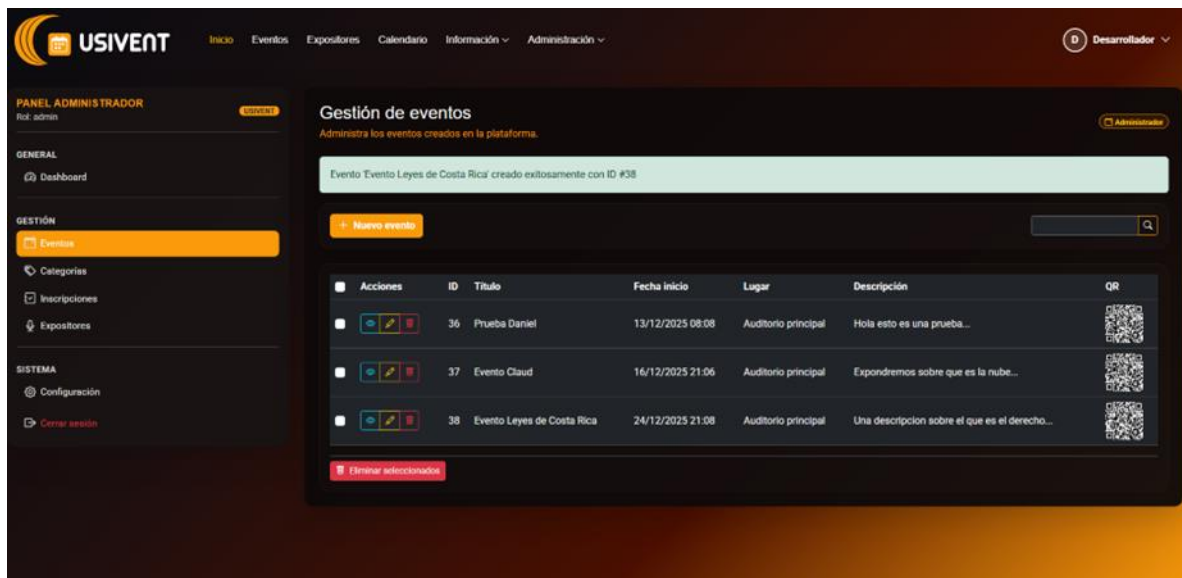 USIVENT Inicio Eventos Expositores Calendario Información Administración D Desarrollador
PANEL ADMINISTRADOR USIVENT
Rol: admin
GENERAL
Dashboard
GESTIÓN
Eventos
Categorías
Inscripciones
Expositores
SISTEMA
Configuración
Cerrar sesión
Gestión de eventos
Administra los eventos creados en la plataforma.
Administrador
Evento 'Evento Leyes de Costa Rica' creado exitosamente con ID #38
+ Nuevo evento
Acciones ID Título Fecha inicio Lugar Descripción QR
36 Prueba Daniel 13/12/2025 08:08 Auditorio principal Hola esto es una prueba...
37 Evento Claud 16/12/2025 21:06 Auditorio principal Expondremos sobre que es la nube...
38 Evento Leyes de Costa Rica 24/12/2025 21:08 Auditorio principal Una descripcion sobre el que es el derecho...
Eliminar seleccionados